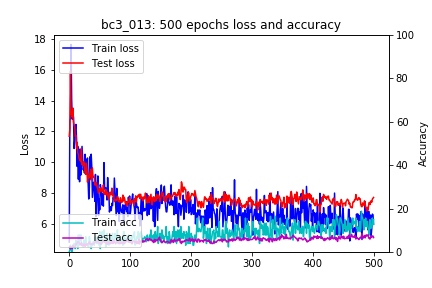 bc3_013: 500 epochs loss and accuracy
Train loss
Test loss
Train acc
Test acc
Loss
18
16
14
12
10
8
6
Accuracy
100
80
60
40
20
0
0
100
200
300
400
500